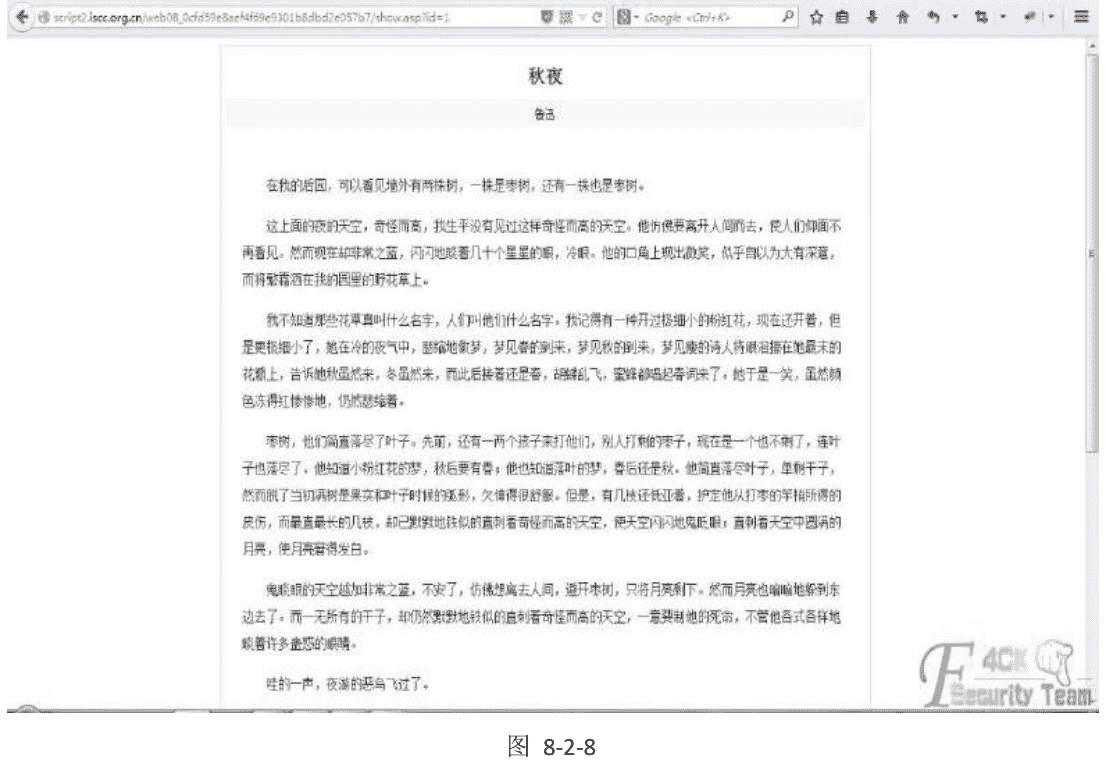 script2.iscc.org.cn/web08_0cfd59e8aef4f69e9301b8dbd2e057b7/show.asp?id=1
Google <Ctrl+K>
秋夜
鲁迅
在我的后园，可以看见墙外有两株树，一株是枣树，还有一株也是枣树。
这上面的夜的天空，奇怪而高，我生平没有见过这样奇怪而高的天空。他仿佛要离开人间而去，使人们仰面不
再看见。然而现在却非常之蓝，闪闪地䀹着几十个星星的眼，冷眼。他的口角上现出微笑，似乎自以为大有深意，
而将繁霜洒在我的园里的野花草上。
我不知道那些花草真叫什么名字，人们叫他们什么名字。我记得有一种开过极细小的粉红花，现在还开着，但
是更极细小了，她在冷的夜气中，瑟缩地做梦，梦见春的到来，梦见秋的到来，梦见瘦的诗人将眼泪擦在她最末的
花瓣上，告诉她秋虽然来，冬虽然来，而此后接着还是春，胡蝶乱飞，蜜蜂都唱起春词来了。她于是一笑，虽然颜
色冻得红惨惨地，仍然瑟缩着。
枣树，他们简直落尽了叶子。先前，还有一两个孩子来打他们，别人打剩的枣子，现在是一个也不剩了，连叶
子也落尽了。他知道小粉红花的梦，秋后要有春；他也知道落叶的梦，春后还是秋。他简直落尽叶子，单剩干子，
然而脱了当初满树是果实和叶子时候的弧形，欠伸得很舒服。但是，有几枝还低亚着，护定他从打枣的竿梢所得的
皮伤，而最直最长的几枝，却已默默地铁似的直刺着奇怪而高的天空，使天空闪闪地鬼䀹眼；直刺着天空中圆满的
月亮，使月亮窘得发白。
鬼䀹眼的天空越加非常之蓝，不安了，仿佛想离去人间，避开枣树，只将月亮剩下。然而月亮也暗暗地躲到东
边去了。而一无所有的干子，却仍然默默地铁似的直刺着奇怪而高的天空，一意要制他的死命，不管他各式各样地
䀹着许多蛊惑的眼睛。
哇的一声，夜游的恶鸟飞过了。
F4CK
Security Team
图 8-2-8